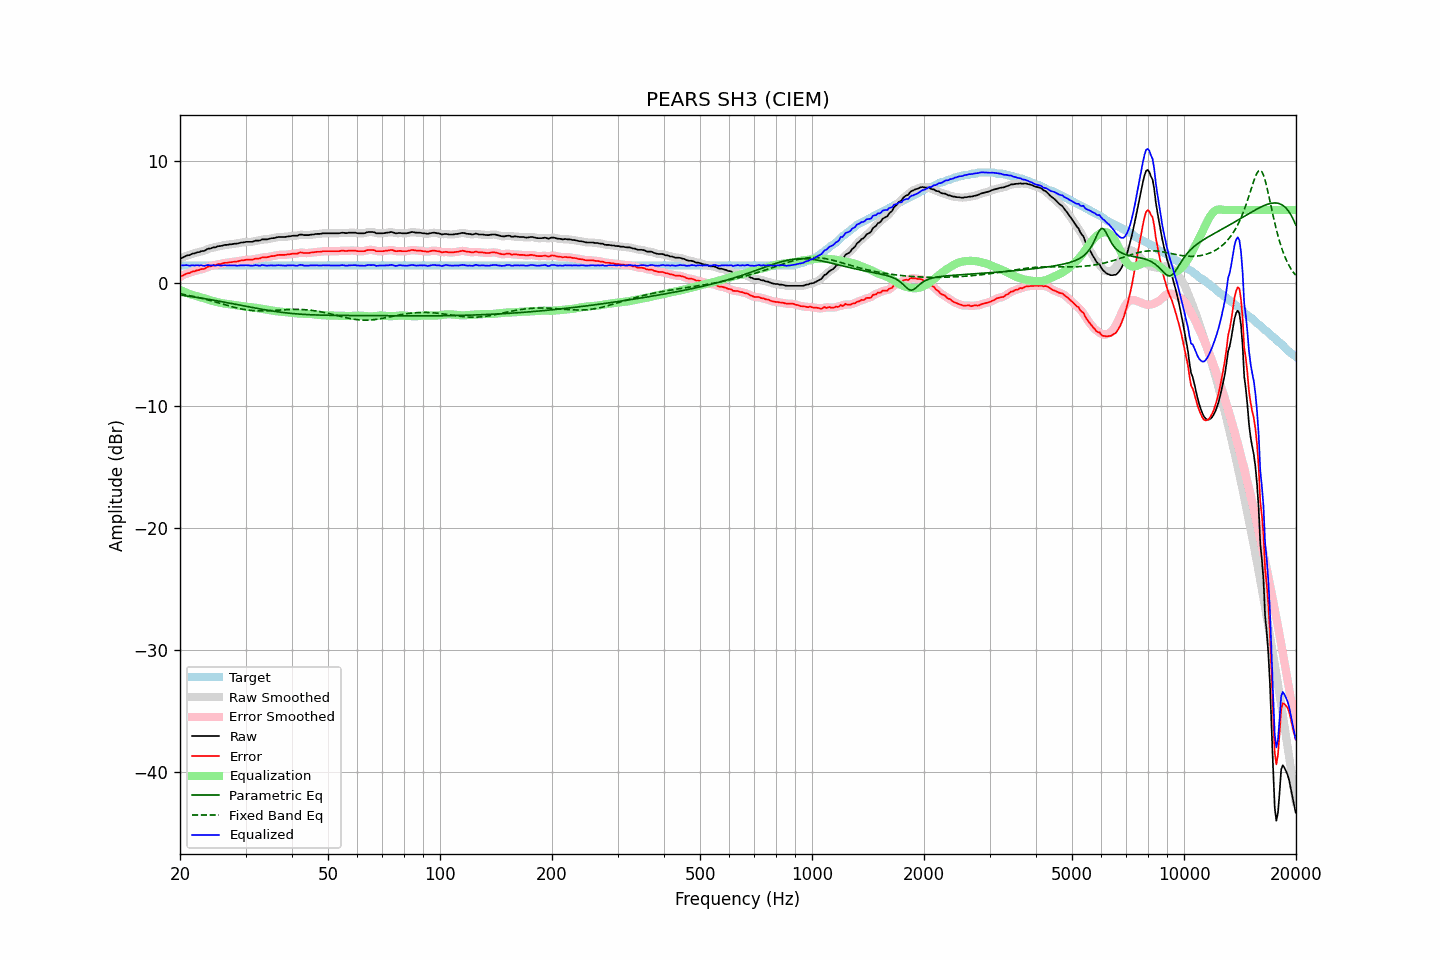 PEARS SH3 (CIEM)
Amplitude (dBr)
10
0
−10
−20
−30
−40
Target
Raw Smoothed
Error Smoothed
Raw
Error
Equalization
Parametric Eq
Fixed Band Eq
Equalized
20
50
100
200
500
1000
2000
5000
10000
20000
Frequency (Hz)